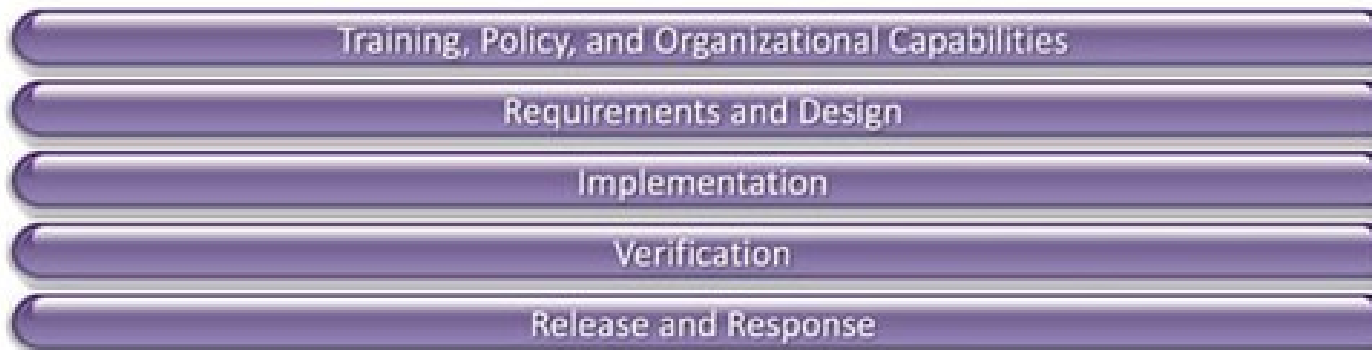 Training, Policy, and Organizational Capabilities
Requirements and Design
Implementation
Verification
Release and Response